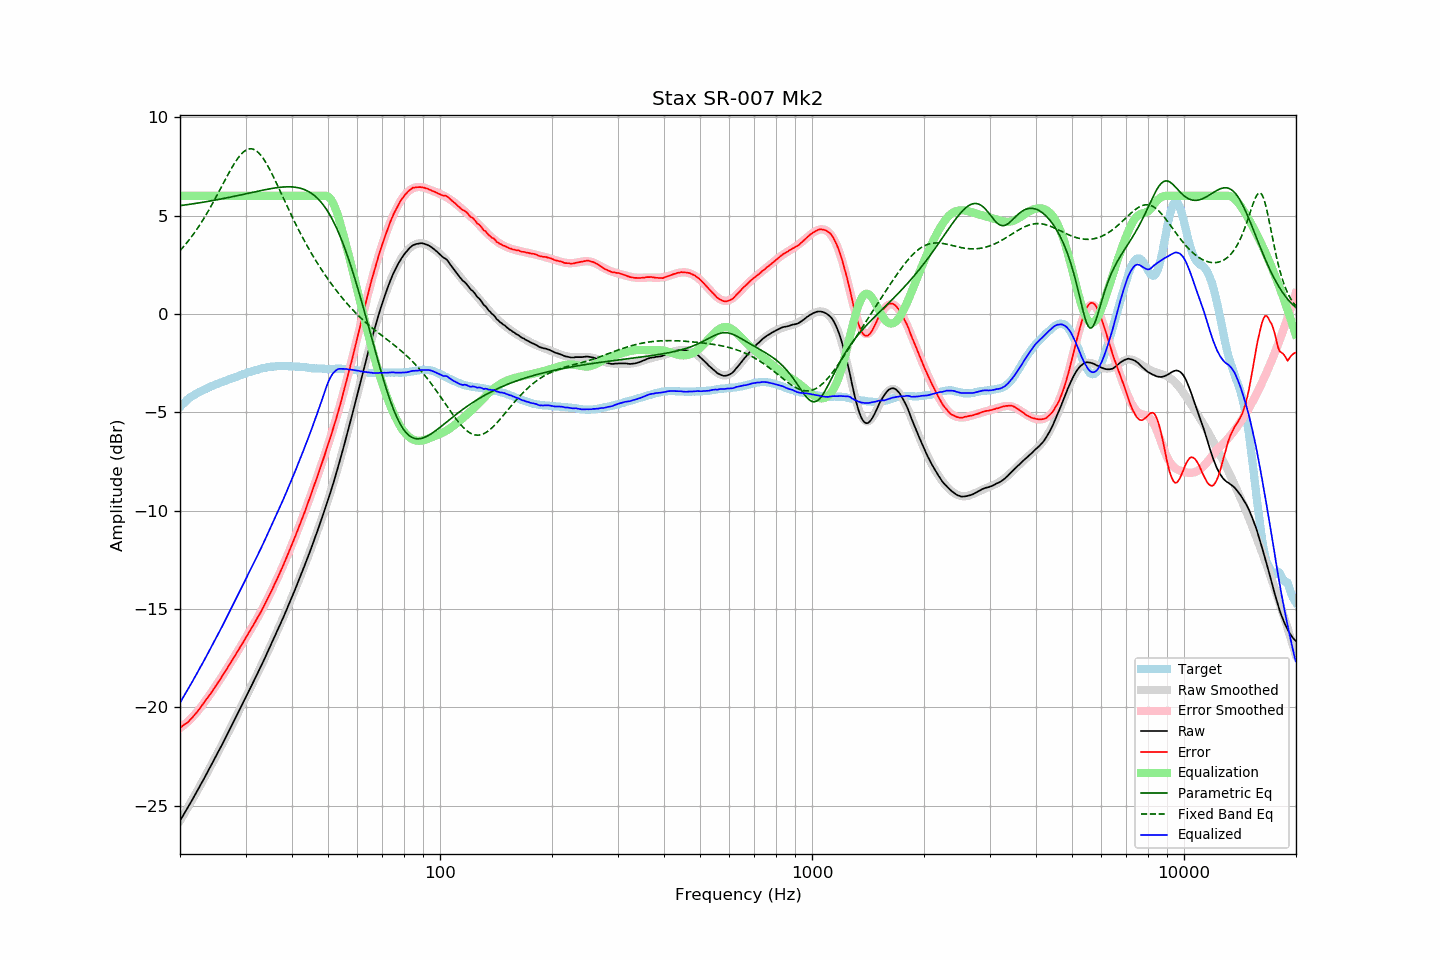 Stax SR-007 Mk2
10
5
0
−5
−10
−15
−20
−25
Amplitude (dBr)
100
1000
10000
Frequency (Hz)
Target
Raw Smoothed
Error Smoothed
Raw
Error
Equalization
Parametric Eq
Fixed Band Eq
Equalized